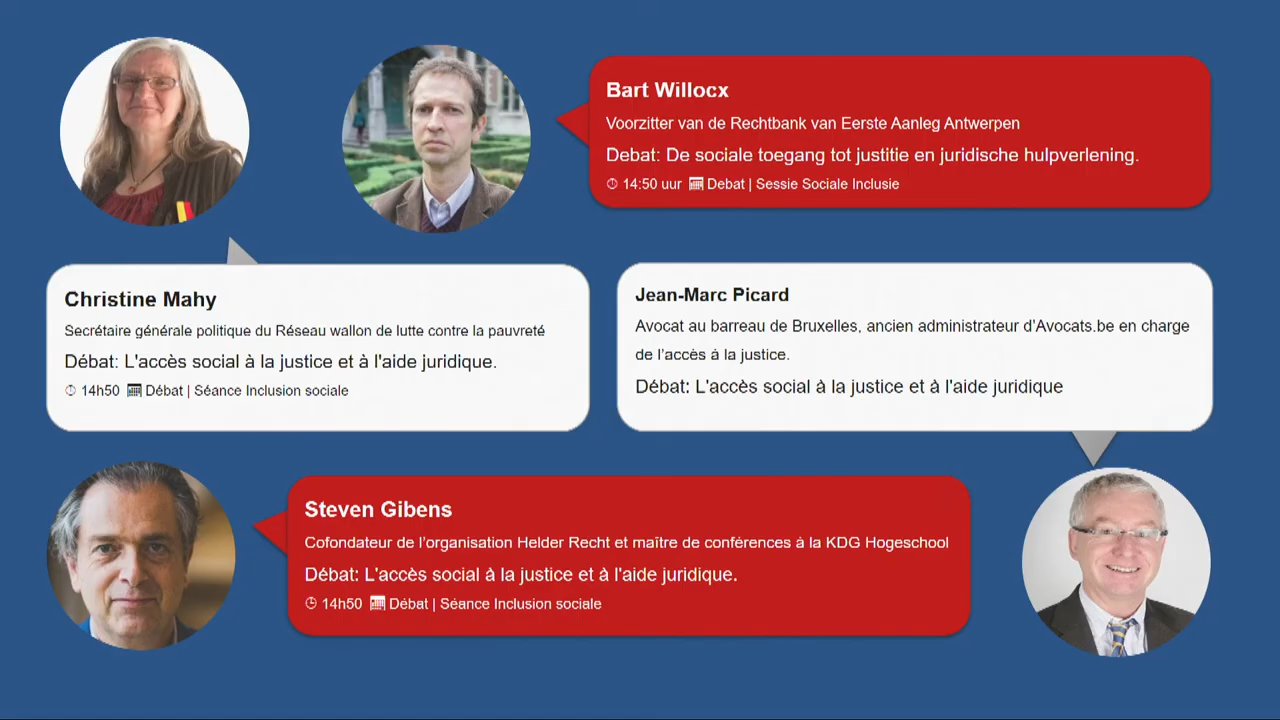 Bart Willocx
Voorzitter van de Rechtbank van Eerste Aanleg Antwerpen
Debat: De sociale toegang tot justitie en juridische hulpverlening.
14:50 uur Debat | Sessie Sociale Inclusie
Christine Mahy
Secrétaire générale politique du Réseau wallon de lutte contre la pauvreté
Débat: L'accès social à la justice et à l'aide juridique.
14h50 Débat | Séance Inclusion sociale
Jean-Marc Picard
Avocat au barreau de Bruxelles, ancien administrateur d'Avocats.be en charge
de l'accès à la justice.
Débat: L'accès social à la justice et à l'aide juridique
Steven Gibens
Cofondateur de l'organisation Helder Recht et maître de conférences à la KDG Hogeschool
Débat: L'accès social à la justice et à l'aide juridique.
14h50 Débat | Séance Inclusion sociale